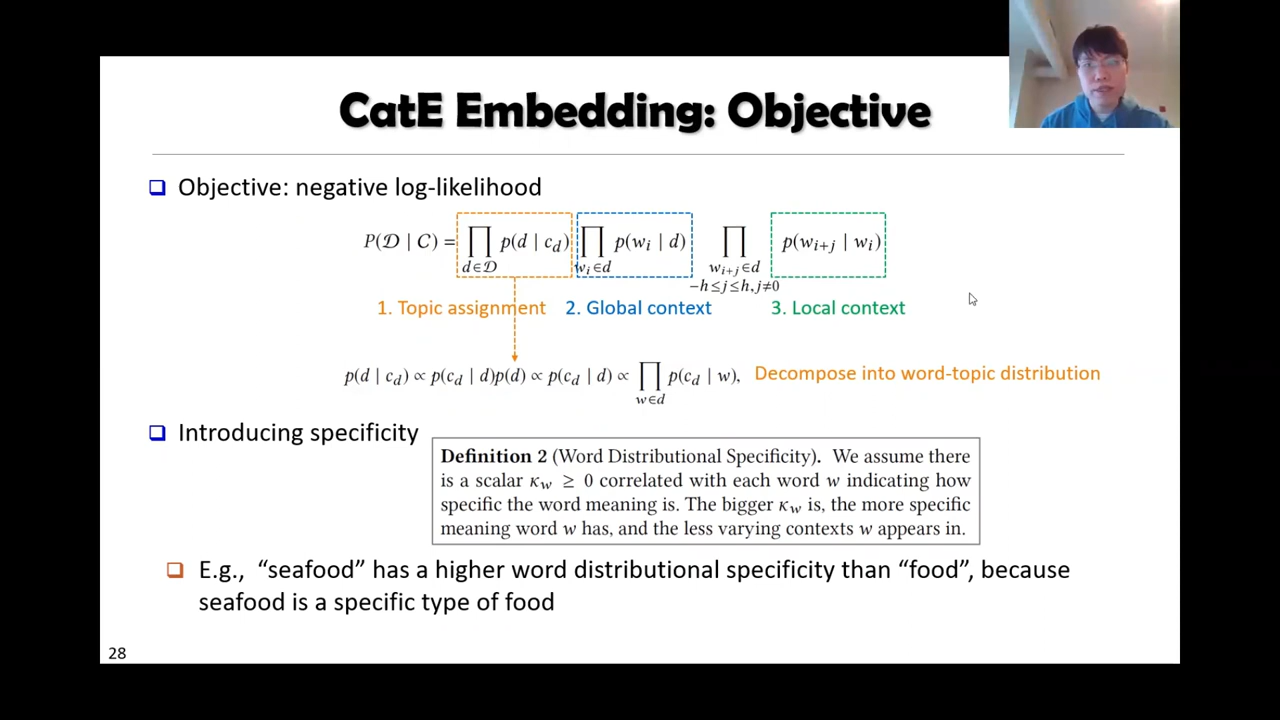 CatE Embedding: Objective
Objective: negative log-likelihood
P(𝒟 | C) = ∏_{d∈𝒟} p(d | c_d) ∏_{w_i∈d} p(w_i | d) ∏_{w_{i+j}∈d, −h≤j≤h, j≠0} p(w_{i+j} | w_i)
1. Topic assignment 2. Global context 3. Local context
p(d | c_d) ∝ p(c_d | d)p(d) ∝ p(c_d | d) ∝ ∏_{w∈d} p(c_d | w), Decompose into word-topic distribution
Introducing specificity
Definition 2 (Word Distributional Specificity). We assume there
is a scalar κ_w ≥ 0 correlated with each word w indicating how
specific the word meaning is. The bigger κ_w is, the more specific
meaning word w has, and the less varying contexts w appears in.
E.g., “seafood” has a higher word distributional specificity than “food”, because
seafood is a specific type of food
28